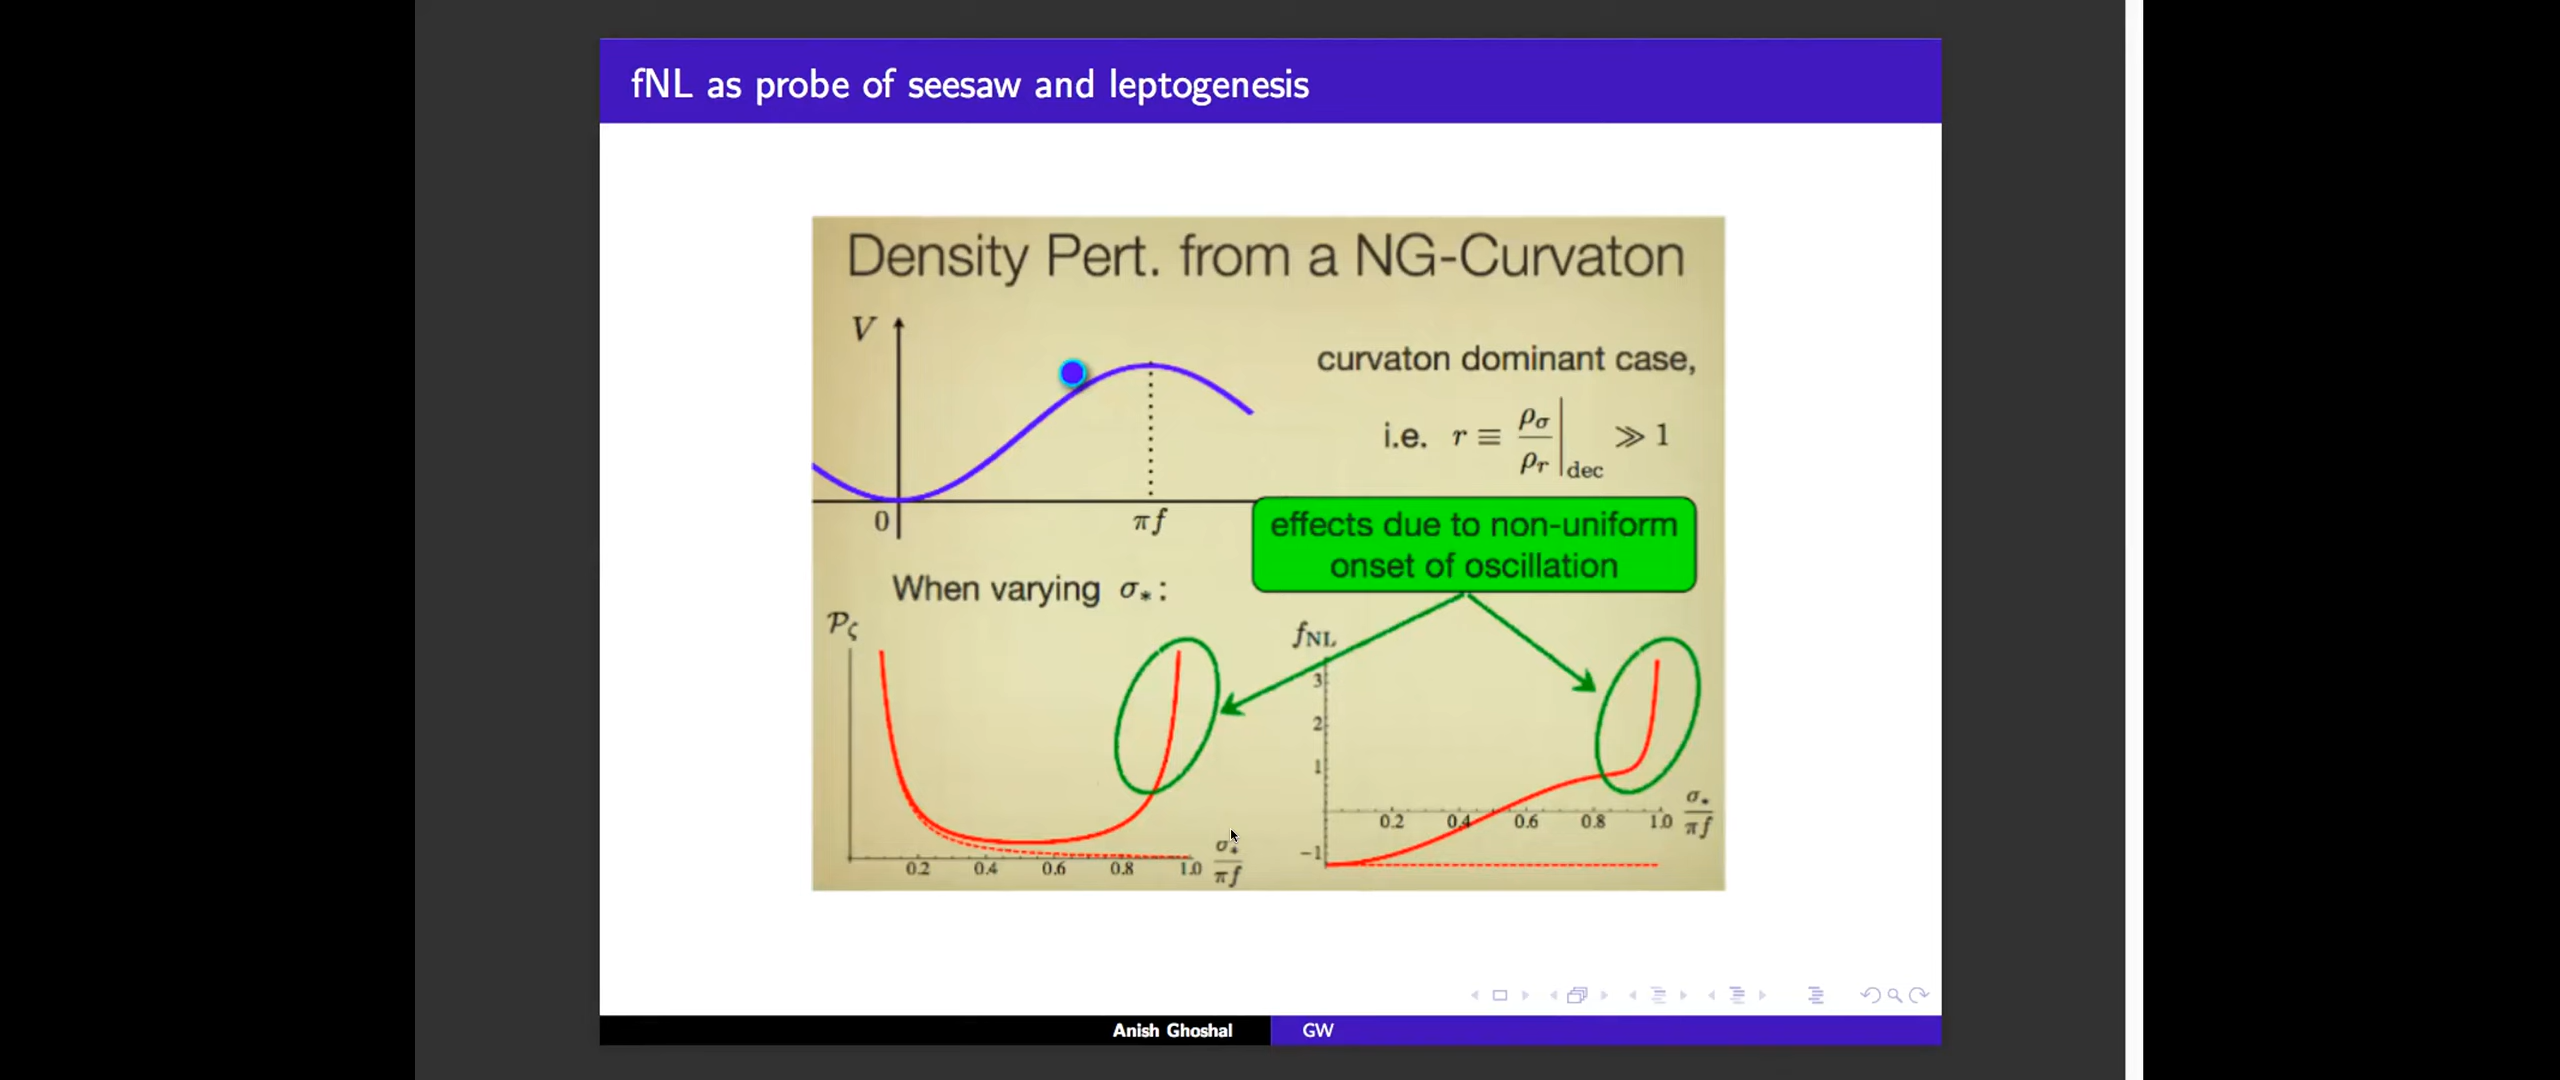 fNL as probe of seesaw and leptogenesis
Density Pert. from a NG-Curvaton
V
0
πf
curvaton dominant case,
i.e. r ≡ ρσ/ρr |dec ≫ 1
effects due to non-uniform
onset of oscillation
When varying σ* :
𝒫ζ
0.2 0.4 0.6 0.8 1.0
σ*/πf
fNL
3
2
1
0.2 0.4 0.6 0.8 1.0
−1
σ*/πf
Anish Ghoshal
GW